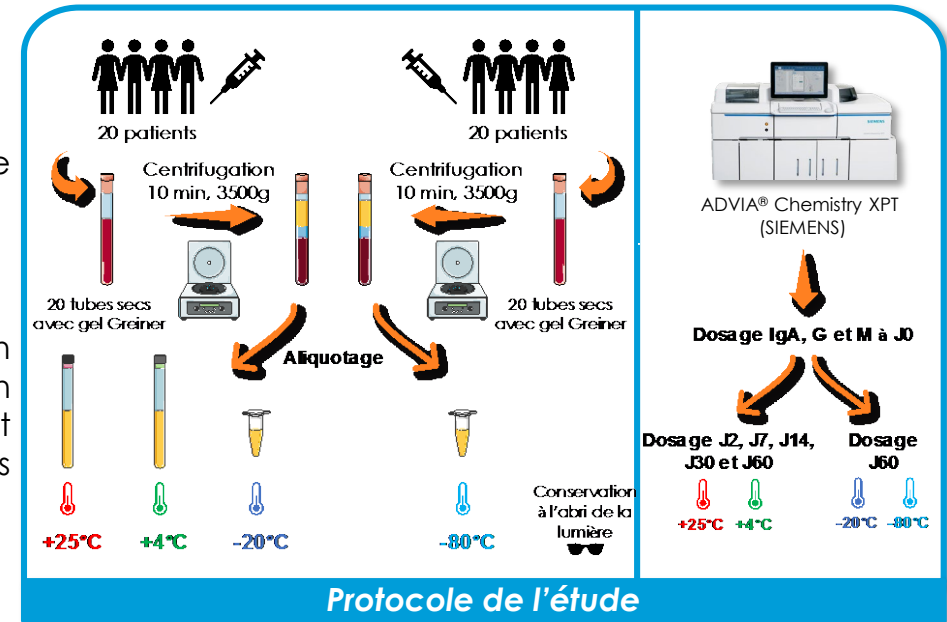 20 patients
20 patients
Centrifugation
10 min, 3500g
Centrifugation
10 min, 3500g
20 tubes secs
avec gel Greiner
20 tubes secs
avec gel Greiner
Aliquotage
+25°C
+4°C
-20°C
-80°C
Conservation
à l'abri de la
lumière
SIEMENS
ADVIA® Chemistry XPT
(SIEMENS)
Dosage IgA, G et M à J0
Dosage J2, J7, J14,
J30 et J60
Dosage
J60
+25°C +4°C
-20°C -80°C
e
n
n
t
s
Protocole de l'étude